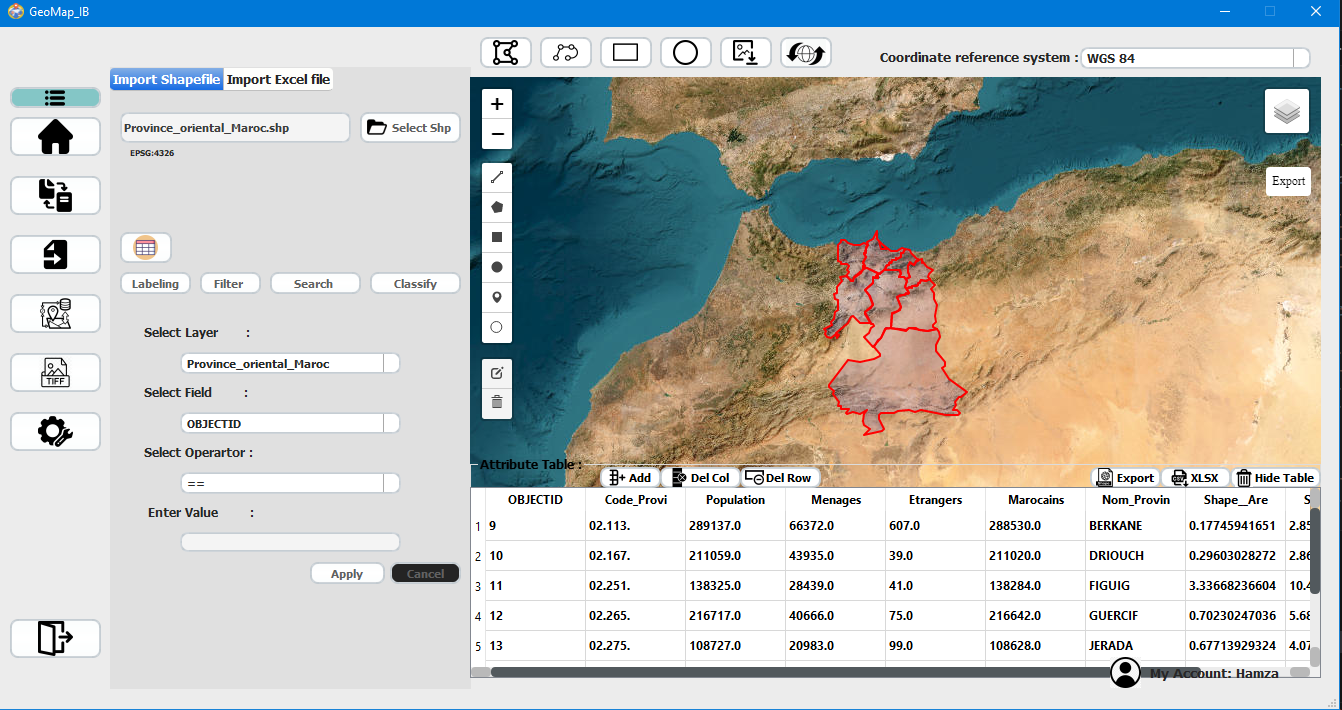 GeoMap_IB
Coordinate reference system : WGS 84
Import Shapefile Import Excel file
Province_oriental_Maroc.shp Select Shp
EPSG:4326
+
−
Export
Labeling Filter Search Classify
Select Layer :
Province_oriental_Maroc
Select Field :
OBJECTID
Select Operartor :
==
Enter Value :
Apply Cancel
TIFF
Attribute Table :
Add Del Col Del Row Export XLSX Hide Table
OBJECTID Code_Provi Population Menages Etrangers Marocains Nom_Provin Shape__Are S
1 9 02.113. 289137.0 66372.0 607.0 288530.0 BERKANE 0.17745941651 2.85
2 10 02.167. 211059.0 43935.0 39.0 211020.0 DRIOUCH 0.29603028272 2.86
3 11 02.251. 138325.0 28439.0 41.0 138284.0 FIGUIG 3.33668236604 10.4
4 12 02.265. 216717.0 40666.0 75.0 216642.0 GUERCIF 0.70230247036 5.68
5 13 02.275. 108727.0 20983.0 99.0 108628.0 JERADA 0.67713929324 4.07
My Account: Hamza